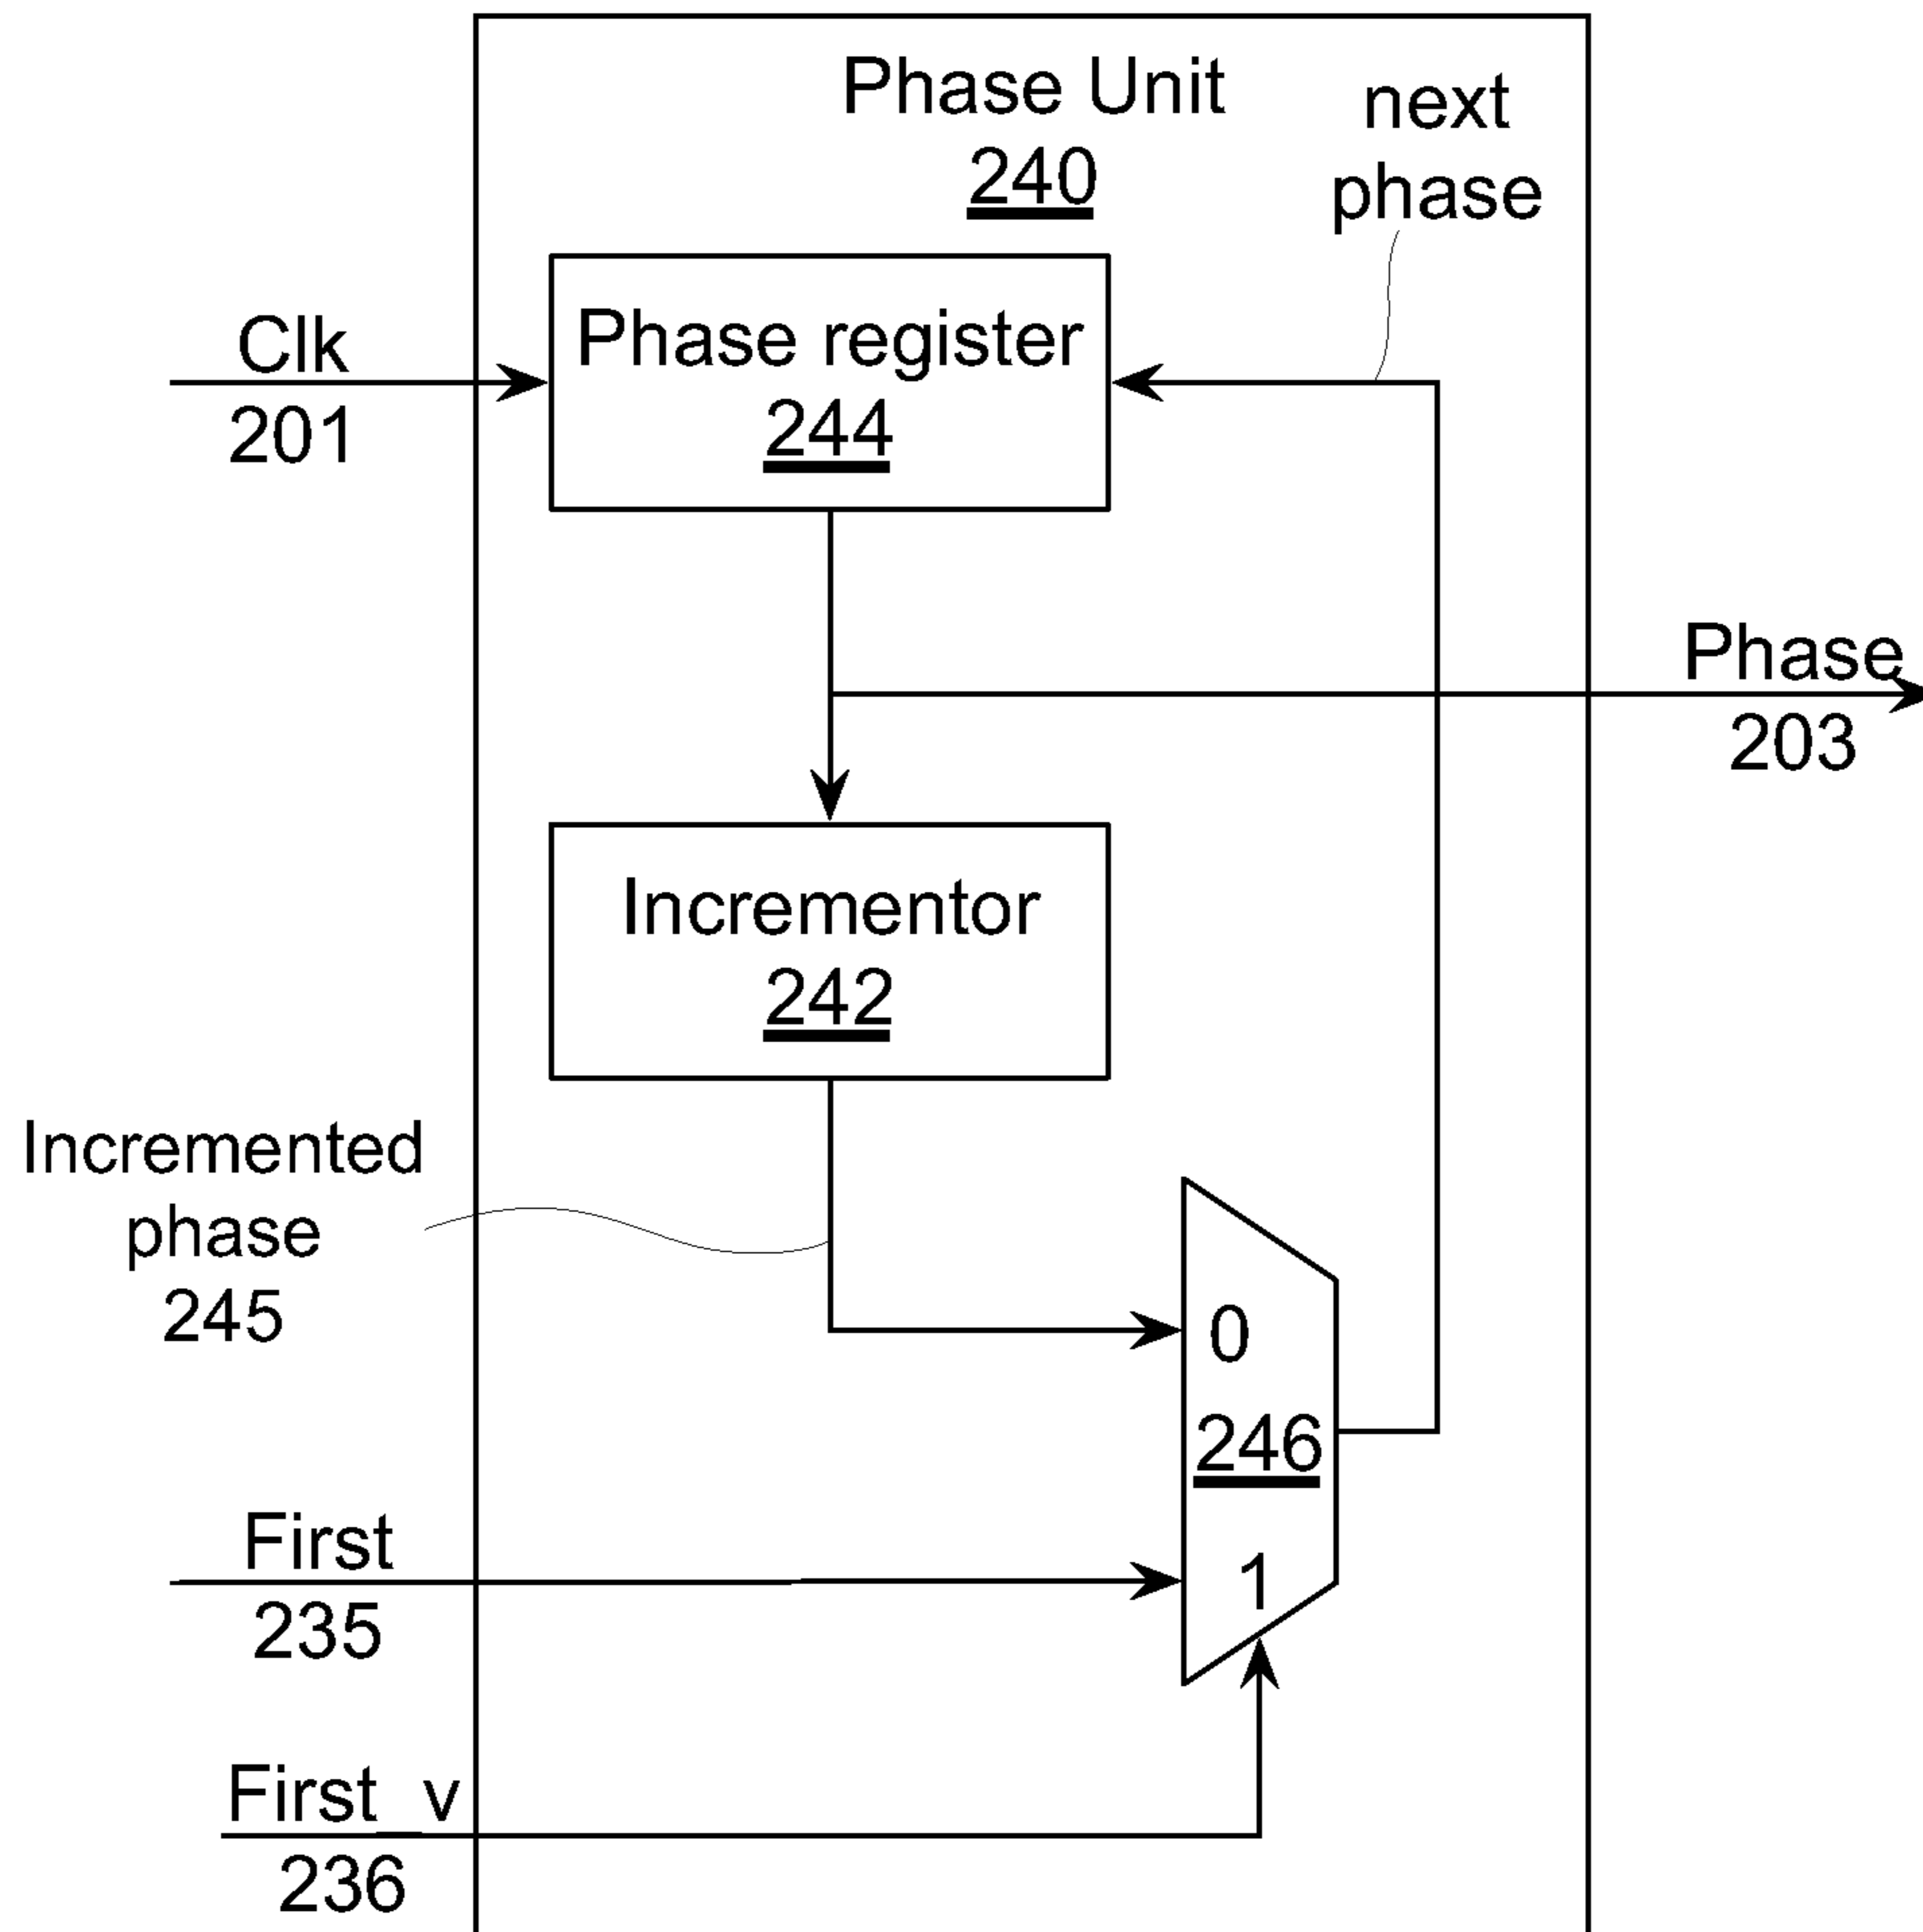 Phase Unit
240
next
phase
Clk
201
Phase register
244
Phase
203
Incrementor
242
Incremented
phase
245
0
246
1
First
235
First_v
236